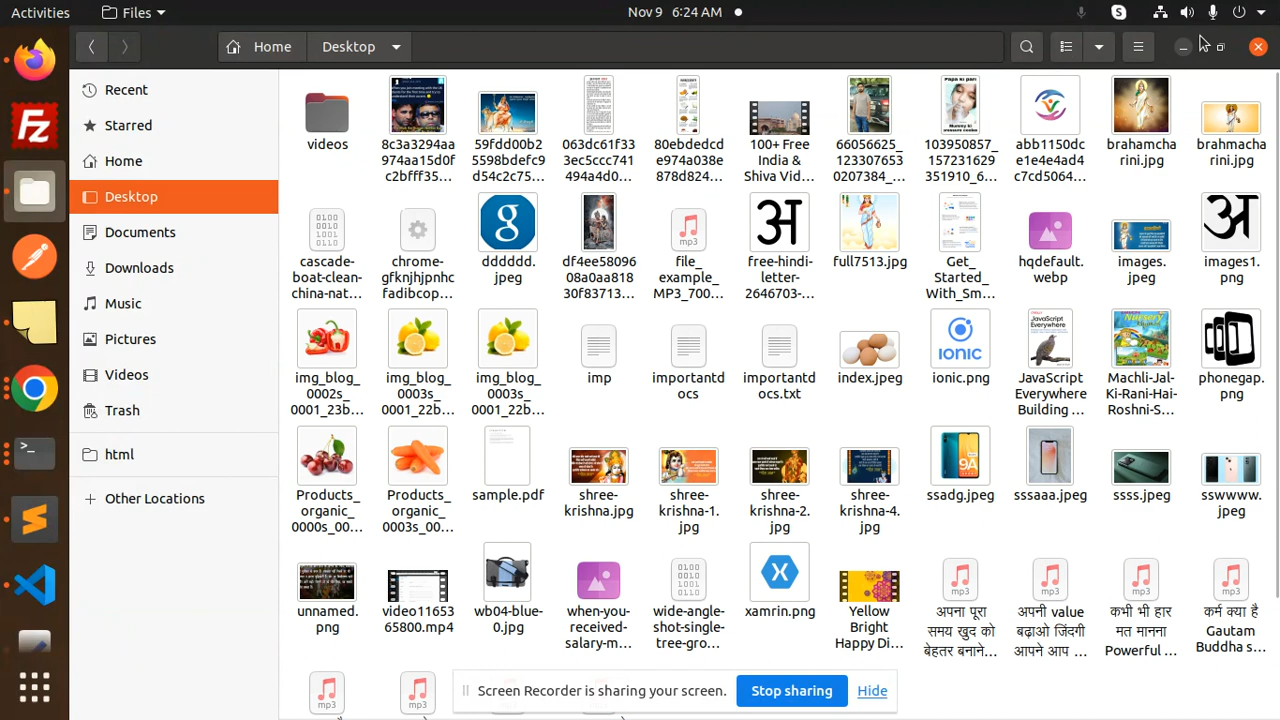 Activities
Files
Nov 9 6:24 AM
Home
Desktop
Recent
Starred
Home
Desktop
Documents
Downloads
Music
Pictures
Videos
Trash
html
Other Locations
videos
8c3a3294aa
974aa15d0f
c2bfff35...
59fdd00b2
5598bdefc9
d54c2c75...
063dc61f33
3ec5ccc741
494a4d0...
80ebdedcd
e974a038e
878d824...
100+ Free
India &
Shiva Vid...
66056625_
123307653
0207384_...
103950857_
157231629
351910_6...
abb1150dc
e1e4e4ad4
c7cd5064...
brahamcha
rini.jpg
brahmacha
rini.jpg
cascade-
boat-clean-
china-nat...
chrome-
gfknjhjpnhc
fadibcop...
dddddd.
jpeg
df4ee58096
08a0aa818
30f83713...
file_
example_
MP3_700...
free-hindi-
letter-
2646703-...
full7513.jpg
Get_
Started_
With_Sm...
hqdefault.
webp
images.
jpeg
images1.
png
img_blog_
0002s_
0001_23b...
img_blog_
0003s_
0001_22b...
img_blog_
0003s_
0001_22b...
imp
importantd
ocs
importantd
ocs.txt
index.jpeg
ionic.png
JavaScript
Everywhere
Building ...
Machli-Jal-
Ki-Rani-Hai-
Roshni-S...
phonegap.
png
Products_
organic_
0000s_00...
Products_
organic_
0003s_00...
sample.pdf
shree-
krishna.jpg
shree-
krishna-1.
jpg
shree-
krishna-2.
jpg
shree-
krishna-4.
jpg
ssadg.jpeg
sssaaa.jpeg
ssss.jpeg
sswwww.
jpeg
unnamed.
png
video11653
65800.mp4
wb04-blue-
0.jpg
when-you-
received-
salary-m...
wide-angle-
shot-single-
tree-gro...
xamrin.png
Yellow
Bright
Happy Di...
अपना पूरा
समय खुद को
बेहतर बनाने...
अपनी value
बढ़ाओ जिंदगी
आपने आप ...
कभी भी हार
मत मानना
Powerful ...
कर्म क्या है
Gautam
Buddha s...
Screen Recorder is sharing your screen.
Stop sharing
Hide